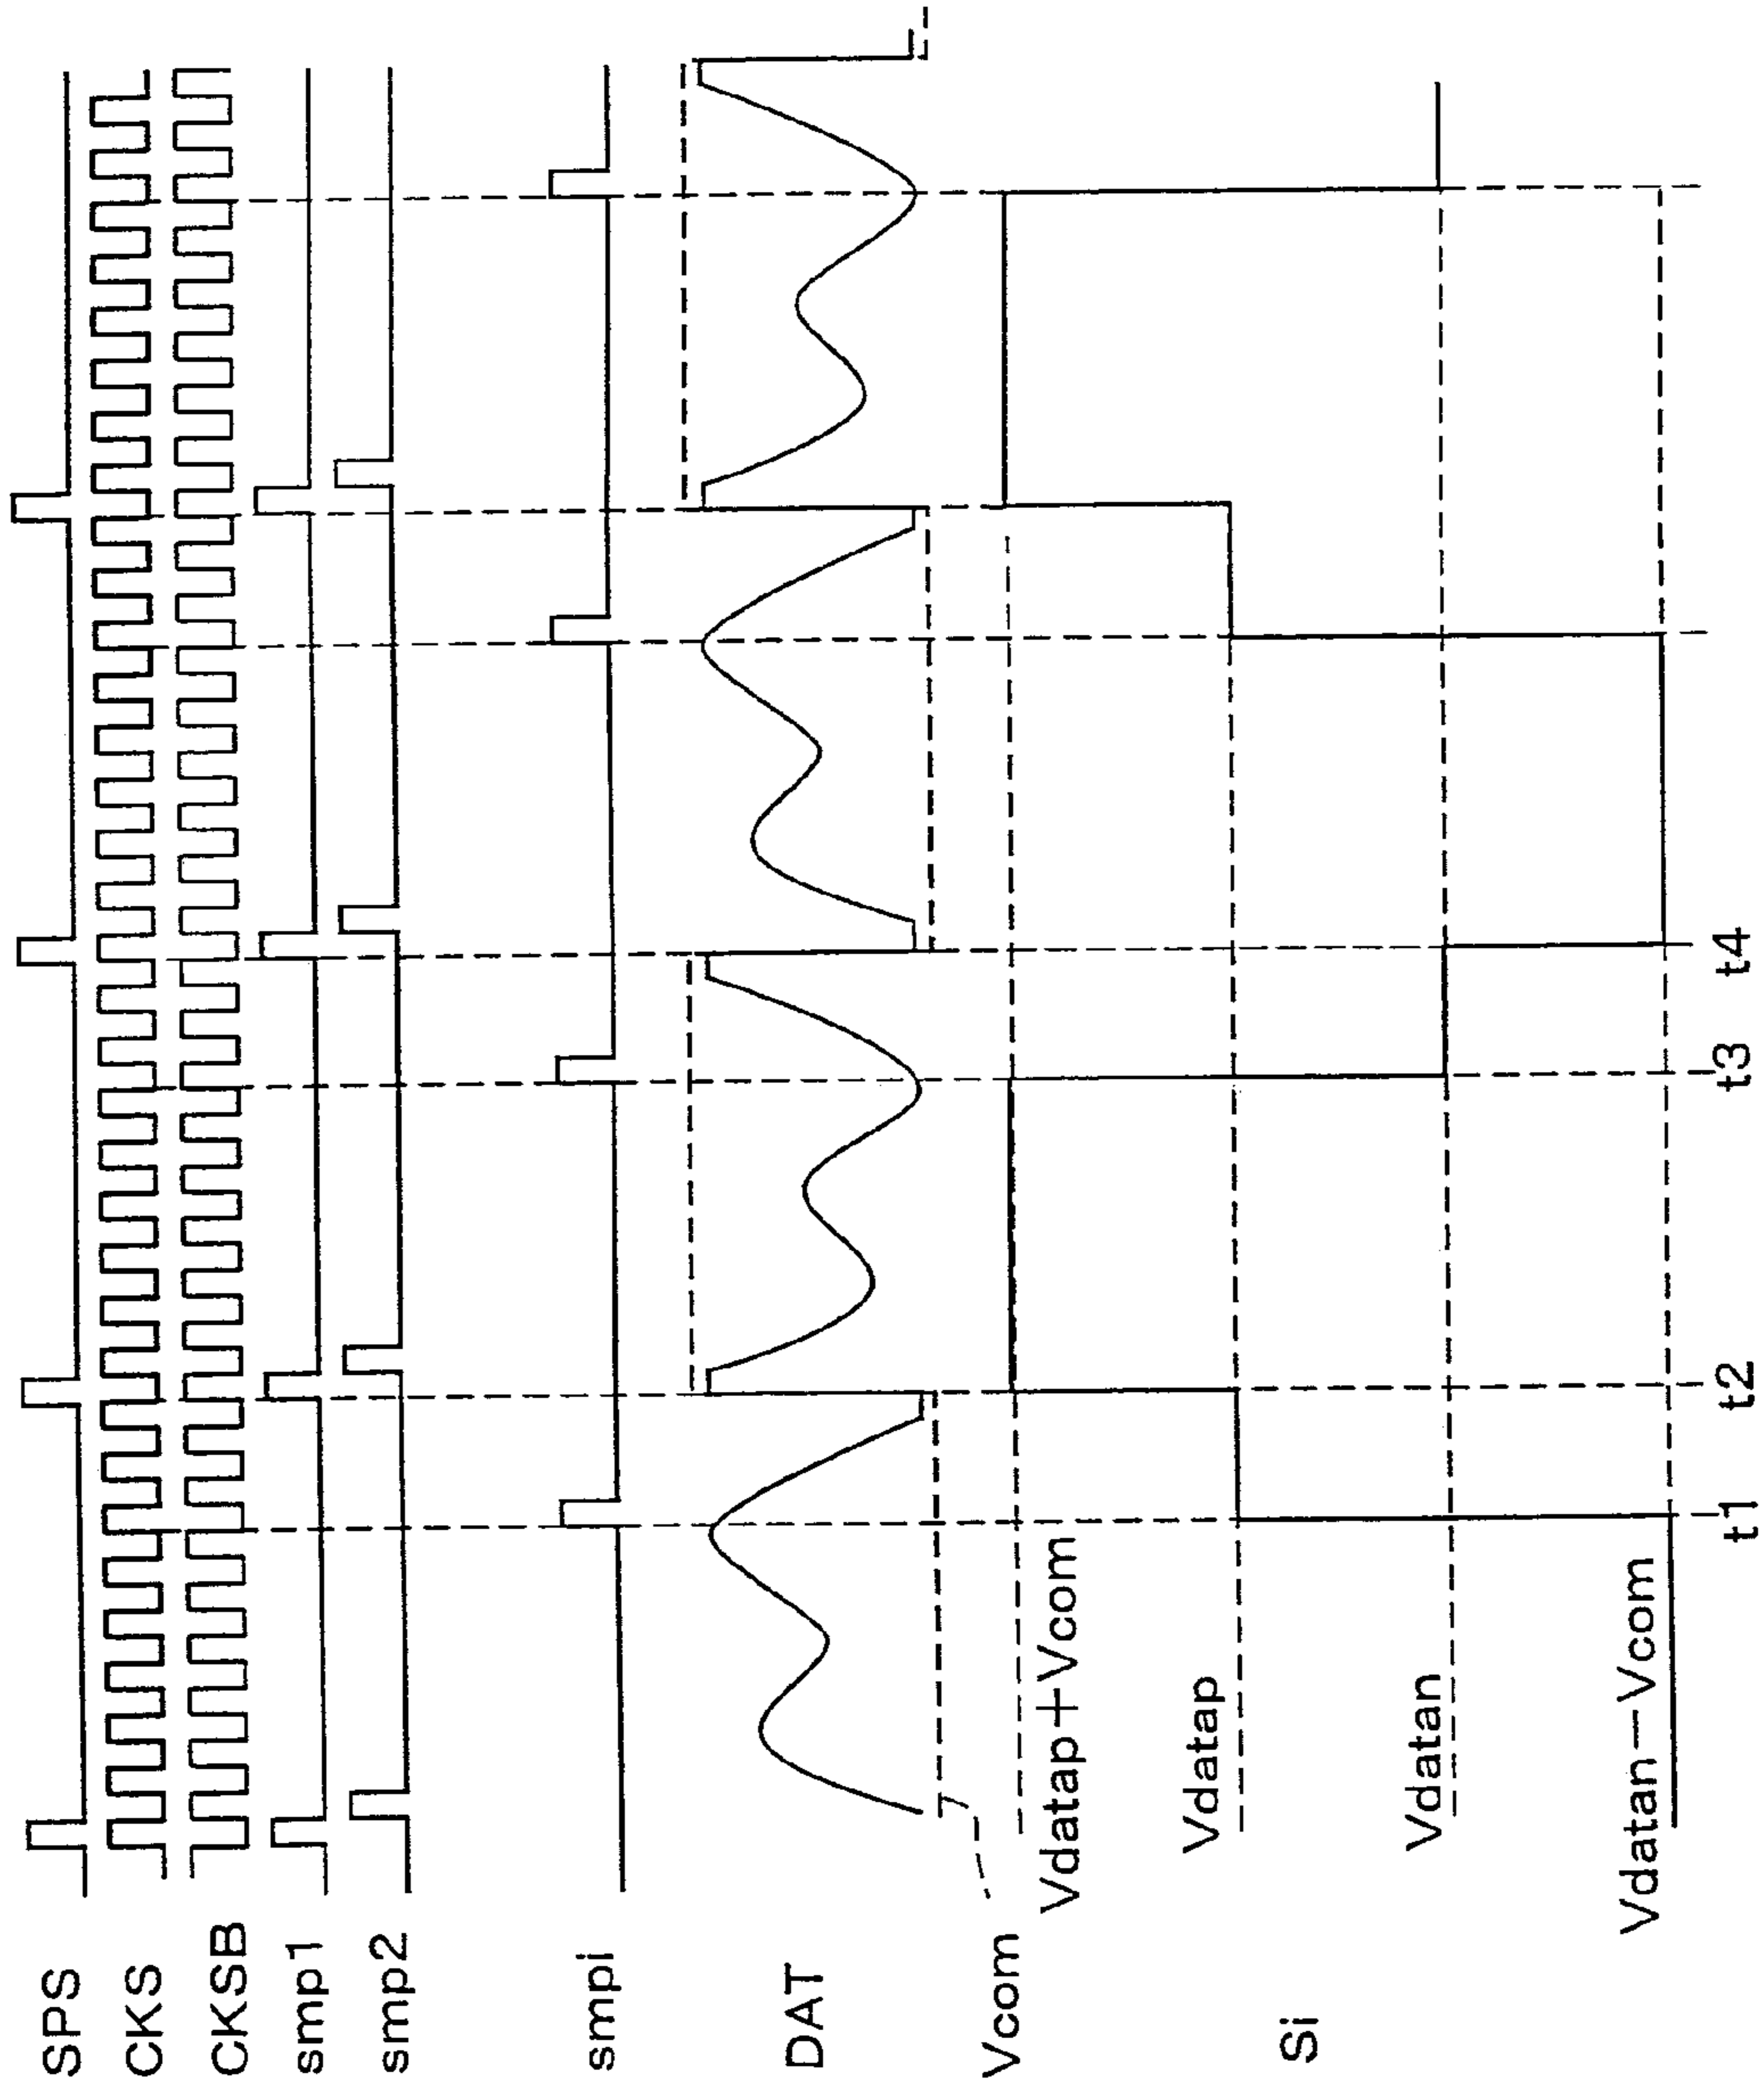 SPS
CKS
CKSB
smp1
smp2
smpi
DAT
Vcom
Si
Vdatap+Vcom
Vdatap
Vdatan
Vdatan−Vcom
t1
t2
t3
t4